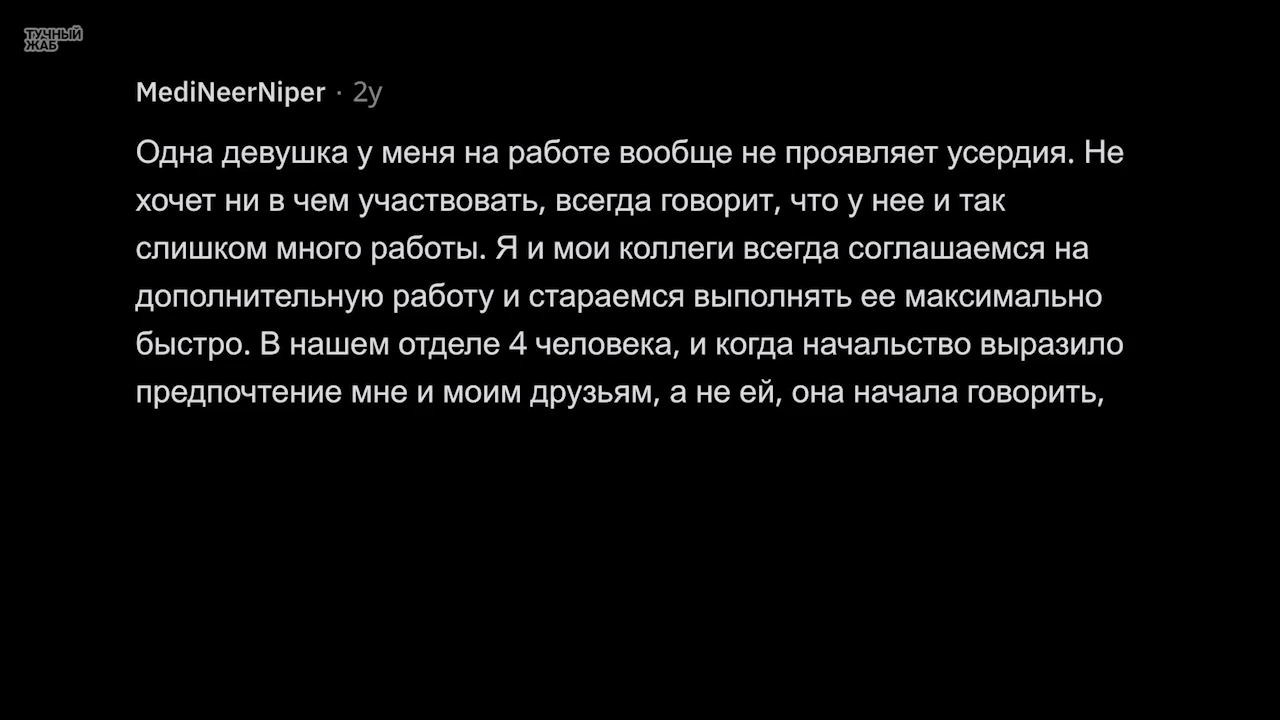 ТУЧНЫЙ
ЖАБ
MediNeerNiper · 2y
Одна девушка у меня на работе вообще не проявляет усердия. Не
хочет ни в чем участвовать, всегда говорит, что у нее и так
слишком много работы. Я и мои коллеги всегда соглашаемся на
дополнительную работу и стараемся выполнять ее максимально
быстро. В нашем отделе 4 человека, и когда начальство выразило
предпочтение мне и моим друзьям, а не ей, она начала говорить,